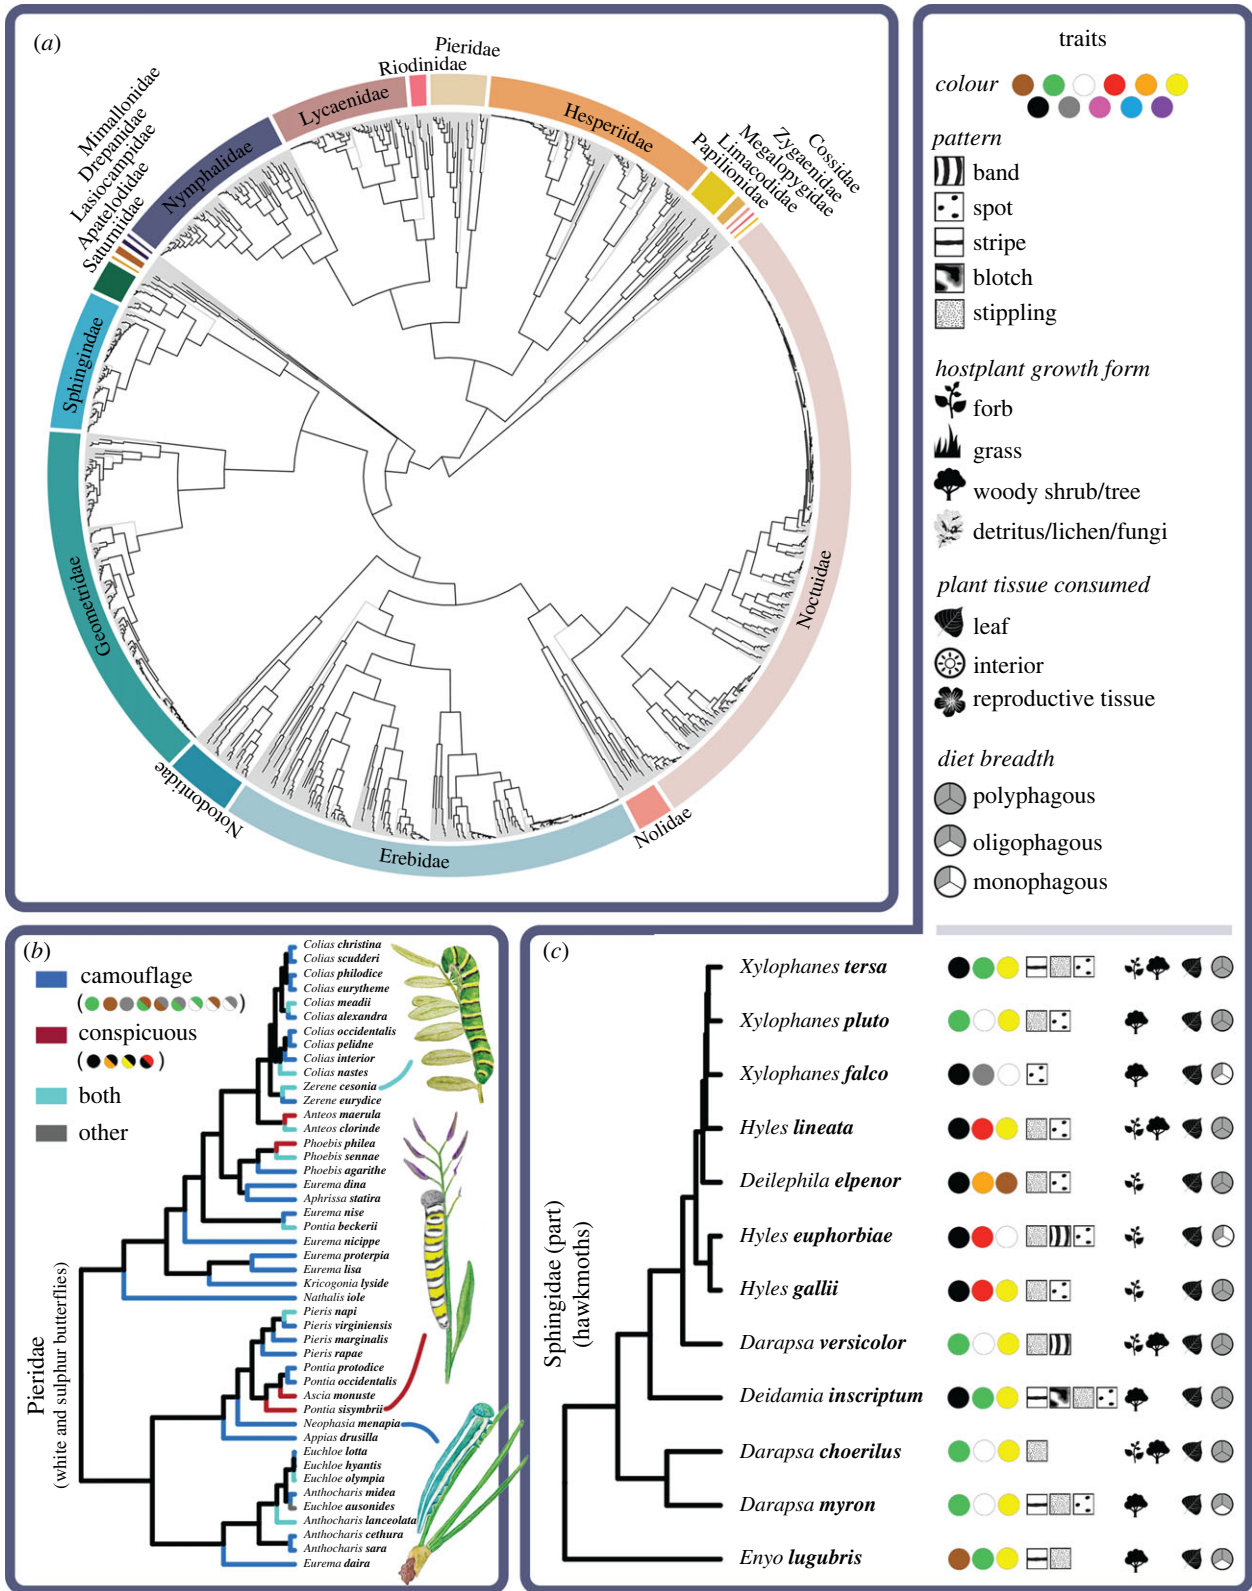 (a)
Mimallonidae
Drepanidae
Lasiocampidae
Apatelodidae
Saturniidae
Nymphalidae
Lycaenidae
Riodinidae
Pieridae
Hesperiidae
Papilionidae
Limacodidae
Megalopygidae
Zygaenidae
Cossidae
Sphingindae
Geometridae
Notodontidae
Erebidae
Nolidae
Noctuidae
traits
colour
pattern
band
spot
stripe
blotch
stippling
hostplant growth form
forb
grass
woody shrub/tree
detritus/lichen/fungi
plant tissue consumed
leaf
interior
reproductive tissue
diet breadth
polyphagous
oligophagous
monophagous
(b)
camouflage
( )
conspicuous
( )
both
other
Pieridae
(white and sulphur butterflies)
Colias christina
Colias scudderi
Colias philodice
Colias eurytheme
Colias meadii
Colias alexandra
Colias occidentalis
Colias pelidne
Colias interior
Colias nastes
Zerene cesonia
Zerene eurydice
Anteos maerula
Anteos clorinde
Phoebis philea
Phoebis sennae
Phoebis agarithe
Eurema dina
Aphrissa statira
Eurema nise
Pontia beckerii
Eurema nicippe
Eurema proterpia
Eurema lisa
Kricogonia lyside
Nathalis iole
Pieris napi
Pieris virginiensis
Pieris marginalis
Pieris rapae
Pontia protodice
Pontia occidentalis
Ascia monuste
Pontia sisymbrii
Neophasia menapia
Appias drusilla
Euchloe lotta
Euchloe hyantis
Euchloe olympia
Anthocharis midea
Euchloe ausonides
Anthocharis lanceolata
Anthocharis cethura
Anthocharis sara
Eurema daira
(c)
Sphingidae (part)
(hawkmoths)
Xylophanes tersa
Xylophanes pluto
Xylophanes falco
Hyles lineata
Deilephila elpenor
Hyles euphorbiae
Hyles gallii
Darapsa versicolor
Deidamia inscriptum
Darapsa choerilus
Darapsa myron
Enyo lugubris